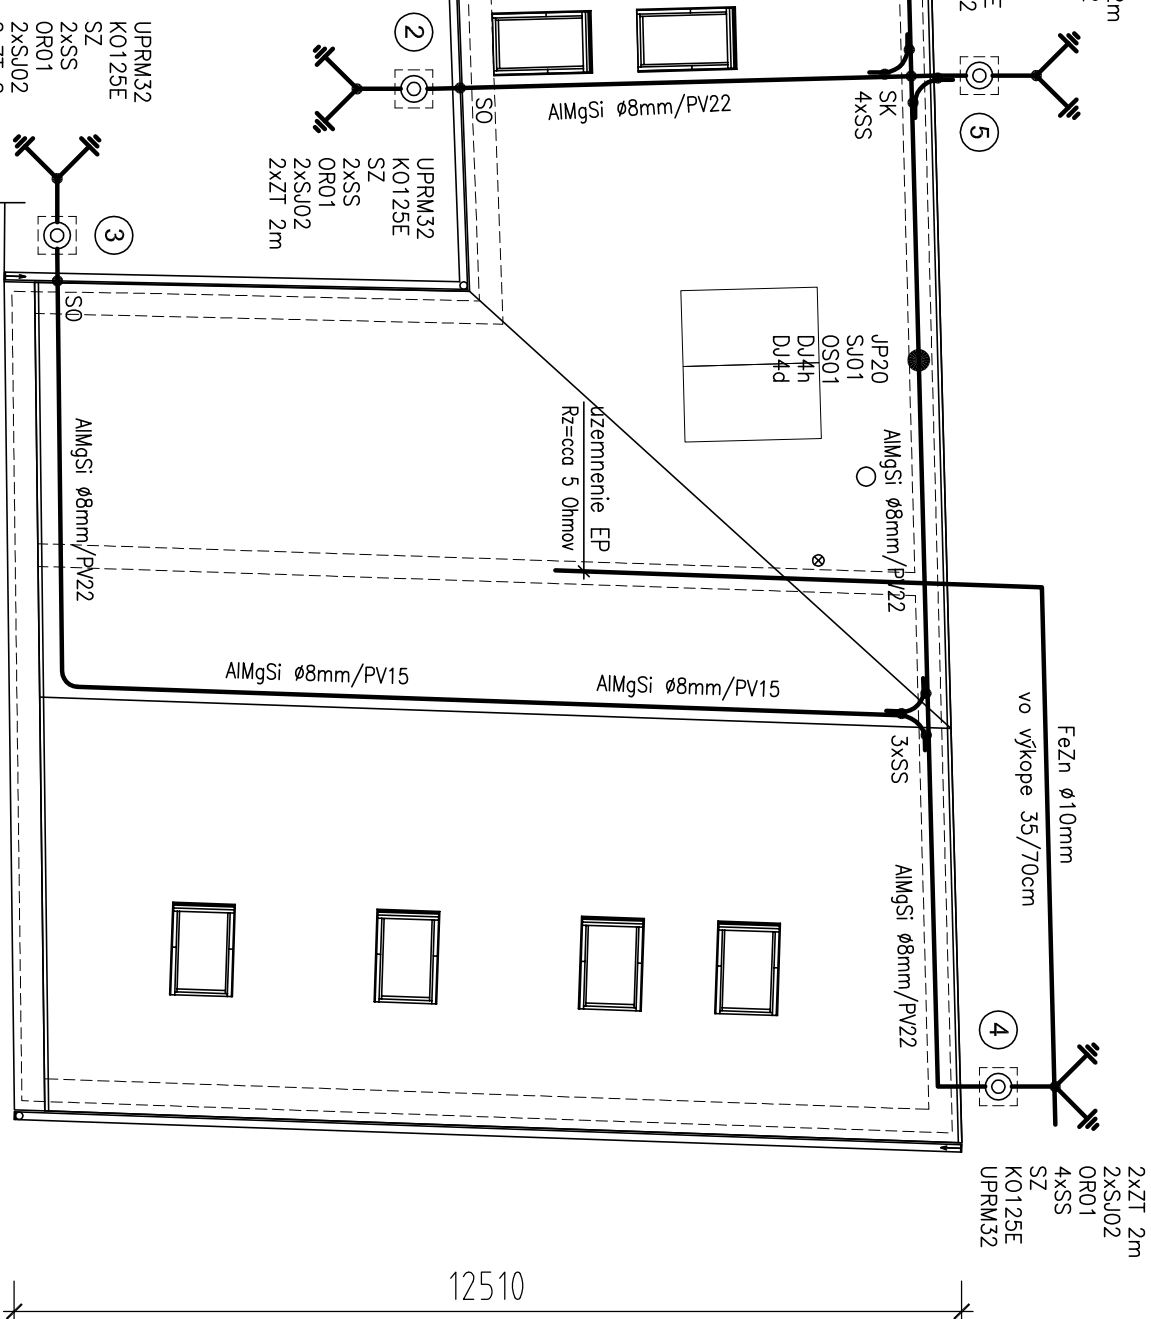 2m
E
2
5
SK
4xSS
AlMgSi ø8mm/PV22
2
SO
UPRM32
KO125E
SZ
2xSS
OR01
2xSJ02
2xZT 2m
UPRM32
KO125E
SZ
2xSS
OR01
2xSJ02
3
SO
JP20
SJ01
OS01
DJ4h
DJ4d
AlMgSi ø8mm/PV22
uzemnenie EP
Rz=cca 5 Ohmov
AlMgSi ø8mm/PV22
AlMgSi ø8mm/PV15
AlMgSi ø8mm/PV15
3xSS
FeZn ø10mm
vo výkope 35/70cm
AlMgSi ø8mm/PV22
4
2xZT 2m
2xSJ02
OR01
4xSS
SZ
KO125E
UPRM32
12510